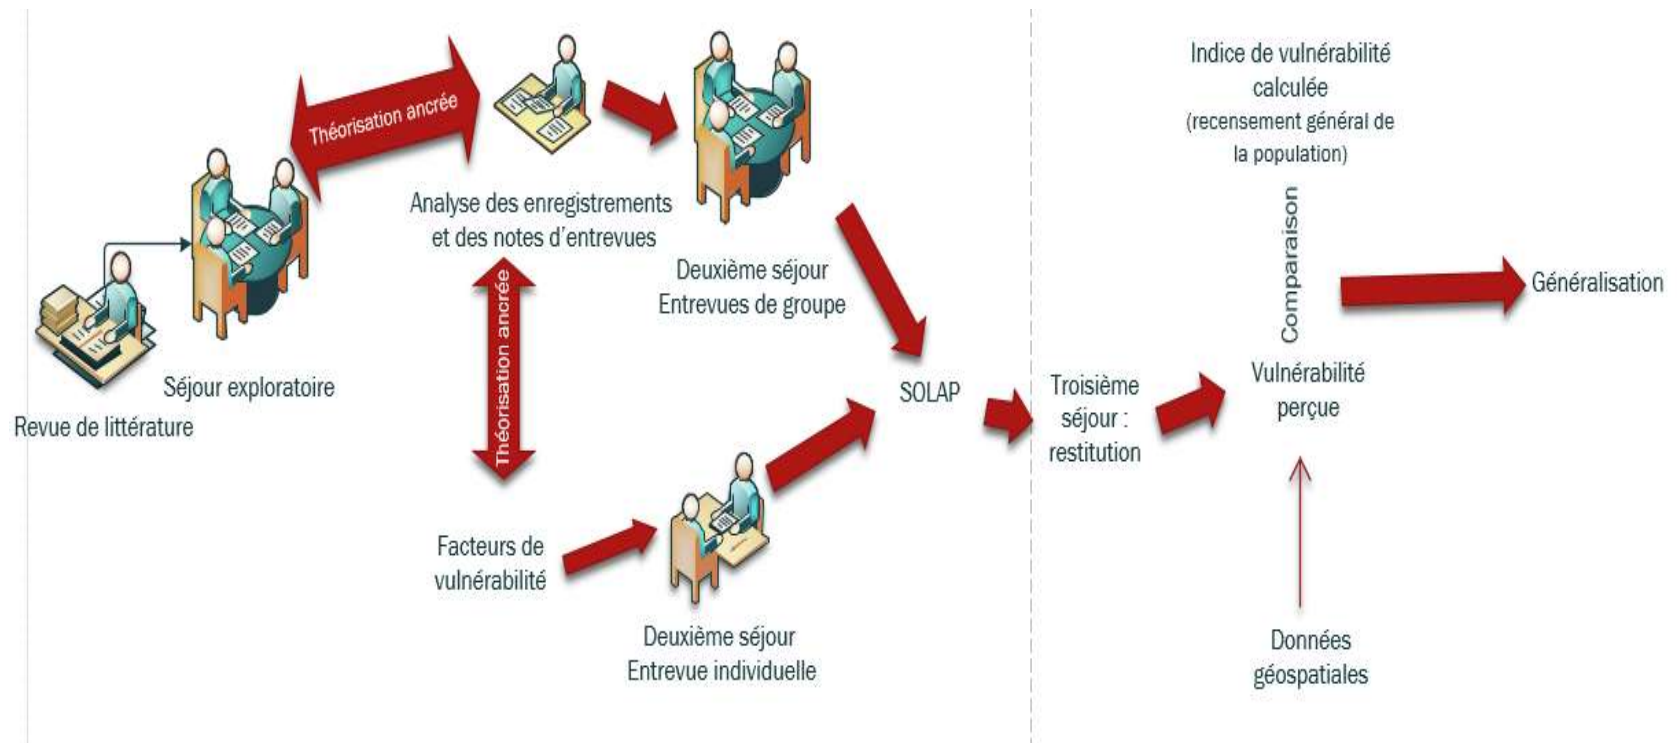 Théorisation ancrée
Analyse des enregistrements
et des notes d'entrevues
Séjour exploratoire
Revue de littérature
Théorisation ancrée
Deuxième séjour
Entrevues de groupe
Facteurs de
vulnérabilité
Deuxième séjour
Entrevue individuelle
SOLAP
Troisième
séjour :
restitution
Indice de vulnérabilité
calculée
(recensement général de
la population)
Comparaison
Vulnérabilité
perçue
Données
géospatiales
Généralisation